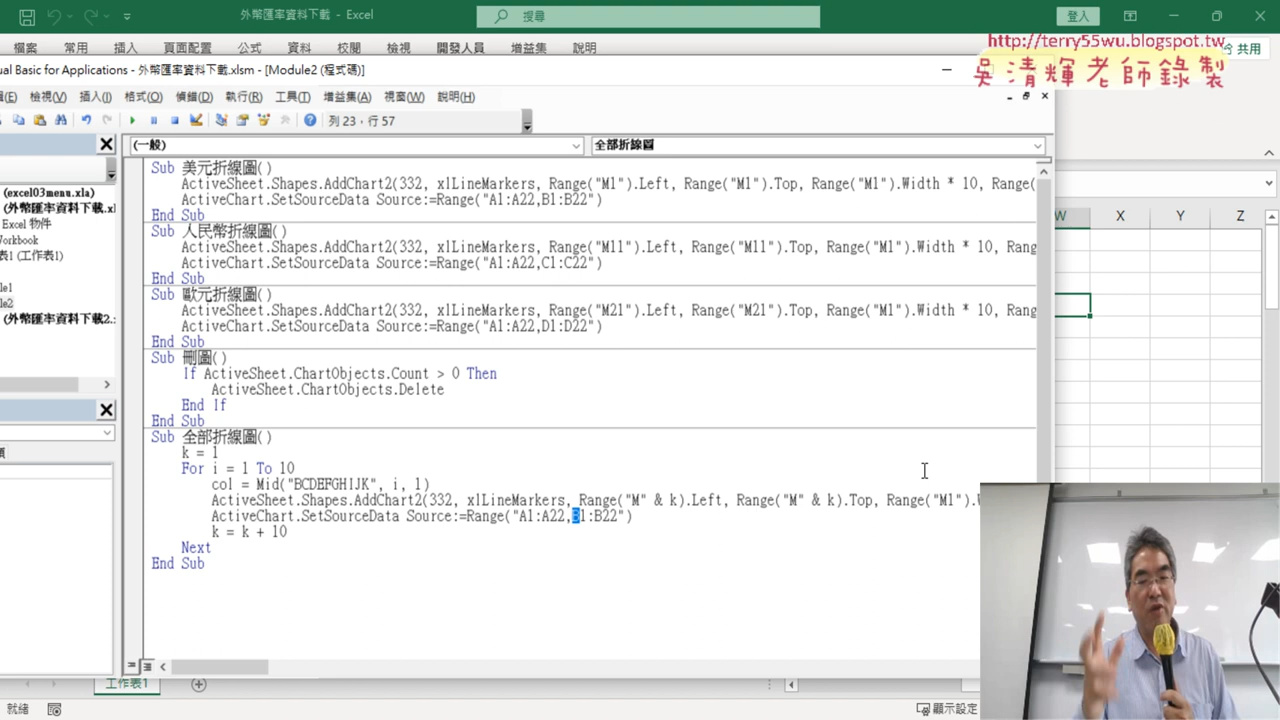 外幣匯率資料下載 - Excel
搜尋
登入
檔案 常用 插入 頁面配置 公式 資料 校閱 檢視 開發人員 增益集 說明
共用
http://terry55wu.blogspot.tw
吳清輝老師錄製
ual Basic for Applications - 外幣匯率資料下載.xlsm - [Module2 (程式碼)]
(E) 檢視(V) 插入(I) 格式(O) 偵錯(D) 執行(R) 工具(T) 增益集(A) 視窗(W) 說明(H)
列 23，行 57
(一般) 全部折線圖
(excel03menu.xla)
(外幣匯率資料下載.xl
Excel 物件
orkbook
表1 (工作表1)
le1
le2
(外幣匯率資料下載2.:
W X Y Z
Sub 美元折線圖()
ActiveSheet.Shapes.AddChart2(332, xlLineMarkers, Range("M1").Left, Range("M1").Top, Range("M1").Width * 10, Range(
ActiveChart.SetSourceData Source:=Range("A1:A22,B1:B22")
End Sub
Sub 人民幣折線圖()
ActiveSheet.Shapes.AddChart2(332, xlLineMarkers, Range("M11").Left, Range("M11").Top, Range("M1").Width * 10, Rang
ActiveChart.SetSourceData Source:=Range("A1:A22,C1:C22")
End Sub
Sub 歐元折線圖()
ActiveSheet.Shapes.AddChart2(332, xlLineMarkers, Range("M21").Left, Range("M21").Top, Range("M1").Width * 10, Rang
ActiveChart.SetSourceData Source:=Range("A1:A22,D1:D22")
End Sub
Sub 刪圖()
If ActiveSheet.ChartObjects.Count > 0 Then
ActiveSheet.ChartObjects.Delete
End If
End Sub
Sub 全部折線圖()
k = 1
For i = 1 To 10
col = Mid("BCDEFGHIJK", i, 1)
ActiveSheet.Shapes.AddChart2(332, xlLineMarkers, Range("M" & k).Left, Range("M" & k).Top, Range("M1").W
ActiveChart.SetSourceData Source:=Range("A1:A22,B1:B22")
k = k + 10
Next
End Sub
工作表1
就緒
顯示設定